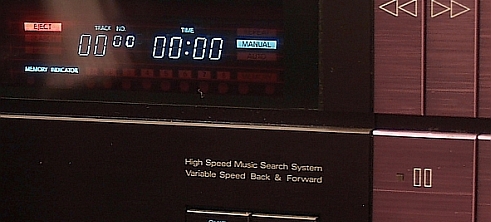 EJECT
TRACK NO. TIME
00 00 00:00
MANUAL
MEMORY INDICATOR
High Speed Music Search System
Variable Speed Back & Forward